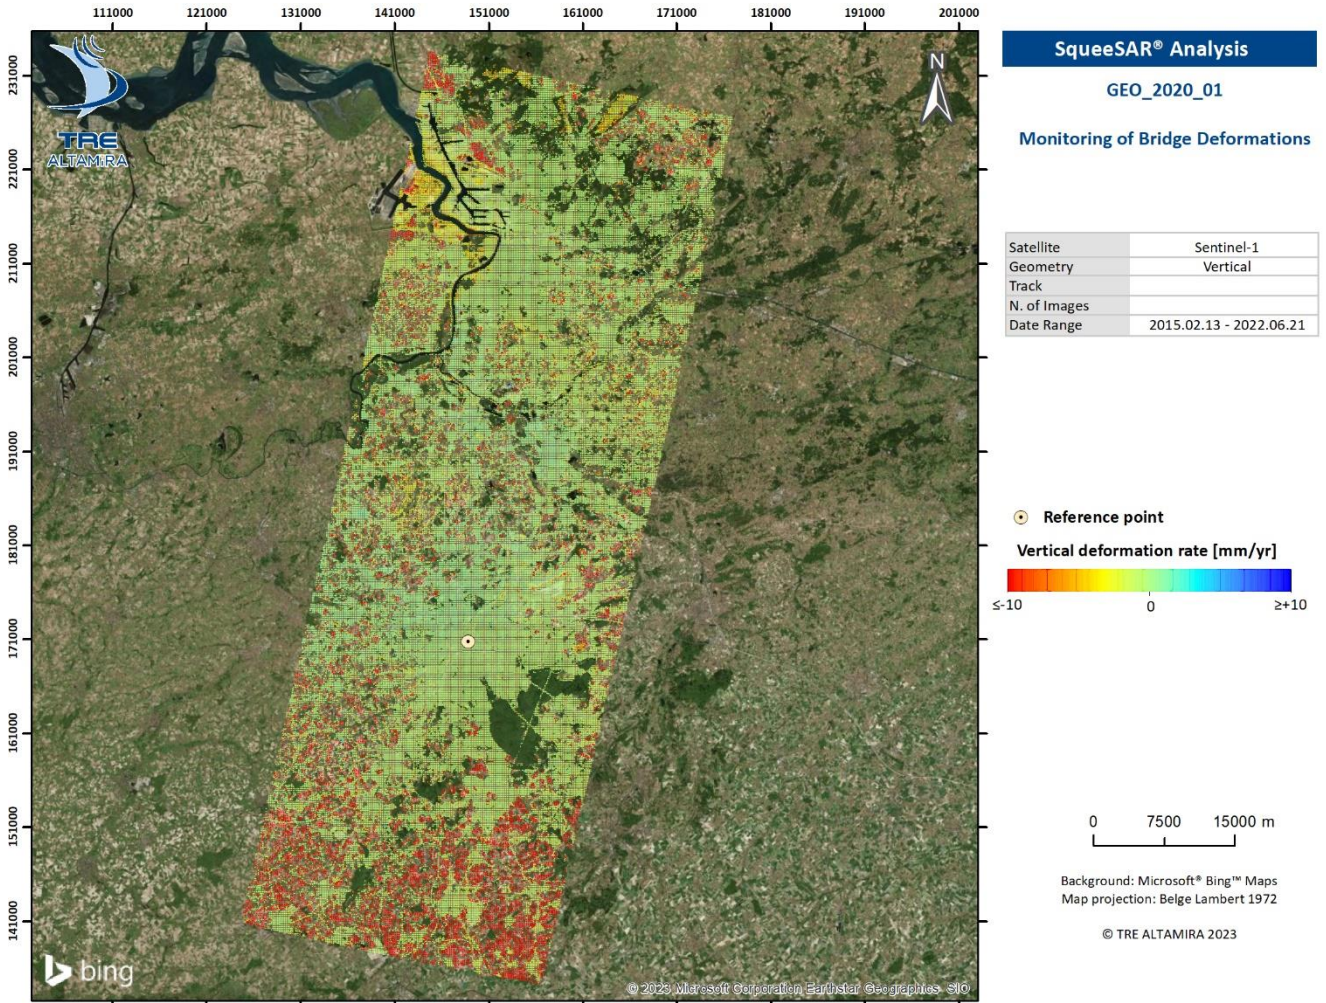 111000 121000 131000 141000 151000 161000 171000 181000 191000 201000
231000
221000
211000
201000
191000
181000
171000
161000
151000
141000
TRE
ALTAMIRA
N
bing
© 2023 Microsoft Corporation, Earthstar Geographics SIO
SqueeSAR® Analysis
GEO_2020_01
Monitoring of Bridge Deformations
Satellite Sentinel-1
Geometry Vertical
Track
N. of Images
Date Range 2015.02.13 - 2022.06.21
Reference point
Vertical deformation rate [mm/yr]
≤-10 0 ≥+10
0 7500 15000 m
Background: Microsoft® Bing™ Maps
Map projection: Belge Lambert 1972
© TRE ALTAMIRA 2023